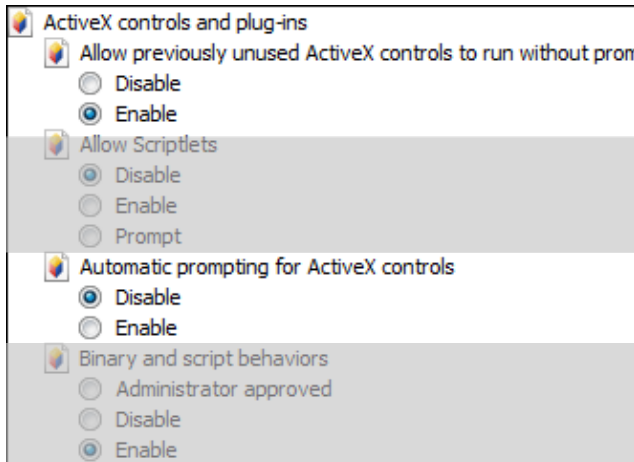 ActiveX controls and plug-ins
Allow previously unused ActiveX controls to run without
Disable
Enable
Allow Scriptlets
Disable
Enable
Prompt
Automatic prompting for ActiveX controls
Disable
Enable
Binary and script behaviors
Administrator approved
Disable
Enable